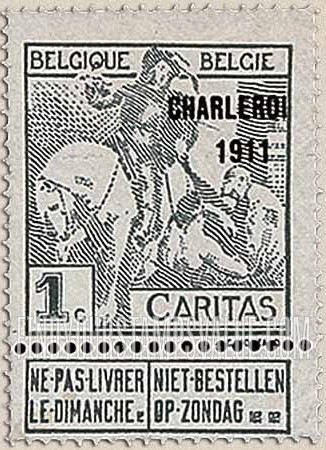 BELGIQUE BELGIE
CHARLEROI
1911
1c
CARITAS
NE·PAS·LIVRER
LE·DIMANCHE·
NIET·BESTELLEN
OP·ZONDAG